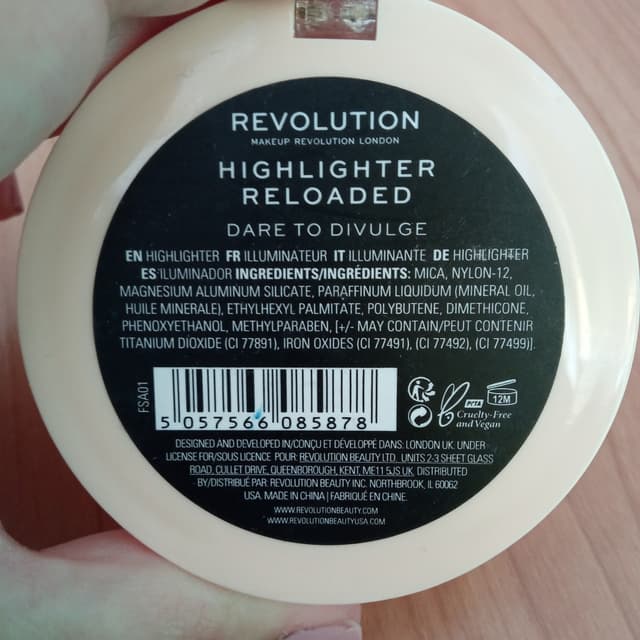 REVOLUTION
MAKEUP REVOLUTION LONDON
HIGHLIGHTER
RELOADED
DARE TO DIVULGE
EN HIGHLIGHTER FR ILLUMINATEUR IT ILLUMINANTE DE HIGHLIGHTER
ES ILUMINADOR INGREDIENTS/INGRÉDIENTS: MICA, NYLON-12,
MAGNESIUM ALUMINUM SILICATE, PARAFFINUM LIQUIDUM (MINERAL OIL,
HUILE MINERALE), ETHYLHEXYL PALMITATE, POLYBUTENE, DIMETHICONE,
PHENOXYETHANOL, METHYLPARABEN, [+/- MAY CONTAIN/PEUT CONTENIR
TITANIUM DIOXIDE (CI 77891), IRON OXIDES (CI 77491), (CI 77492), (CI 77499)].
FSA01
5 057566 085878
PETA
Cruelty-Free
and Vegan
12M
DESIGNED AND DEVELOPED IN/CONÇU ET DÉVELOPPÉ DANS: LONDON UK. UNDER
LICENSE FOR/SOUS LICENCE POUR: REVOLUTION BEAUTY LTD. UNITS 2-3 SHEET GLASS
ROAD, CULLET DRIVE, QUEENBOROUGH, KENT, ME11 5JS UK. DISTRIBUTED
BY/DISTRIBUÉ PAR: REVOLUTION BEAUTY INC. NORTHBROOK, IL 60062
USA. MADE IN CHINA | FABRIQUÉ EN CHINE.
WWW.REVOLUTIONBEAUTY.COM
WWW.REVOLUTIONBEAUTYUSA.COM